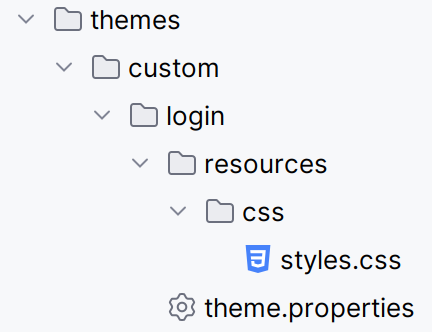 themes
custom
login
resources
css
styles.css
theme.properties